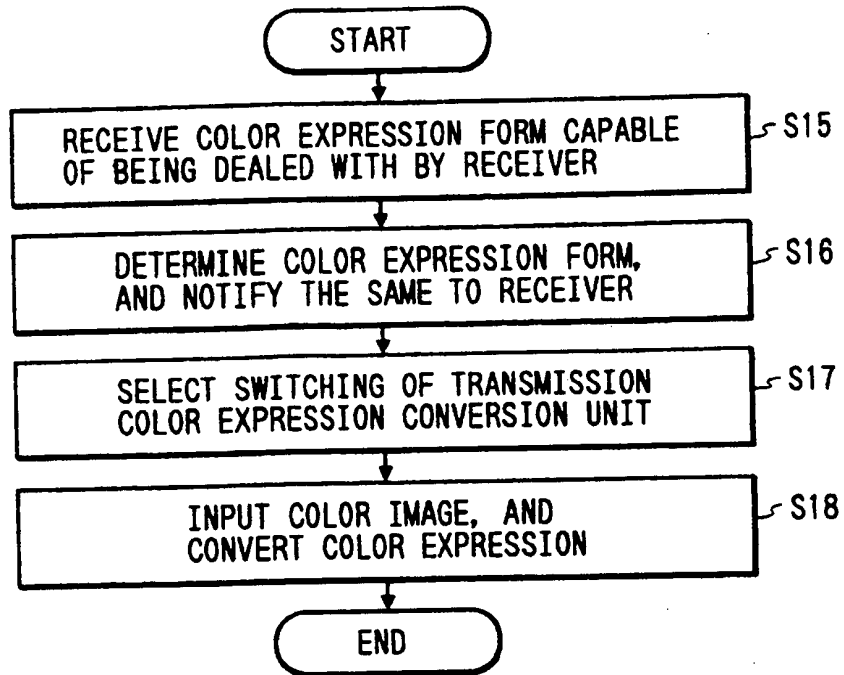 START
RECEIVE COLOR EXPRESSION FORM CAPABLE
OF BEING DEALED WITH BY RECEIVER
S15
DETERMINE COLOR EXPRESSION FORM,
AND NOTIFY THE SAME TO RECEIVER
S16
SELECT SWITCHING OF TRANSMISSION
COLOR EXPRESSION CONVERSION UNIT
S17
INPUT COLOR IMAGE, AND
CONVERT COLOR EXPRESSION
S18
END